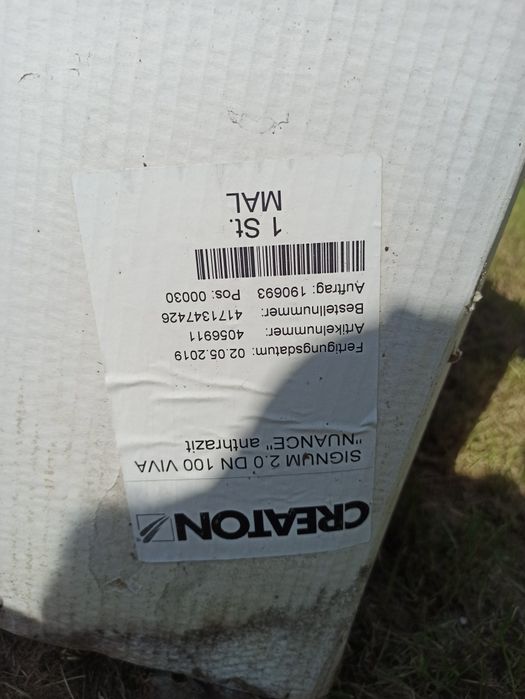 CREATON
SIGNUM 2.0 DN 100 VIVA
"NUANCE" anthrazit
Fertigungsdatum: 02.05.2019
Artikelnummer: 4056911
Bestellnummer: 4171347426
Auftrag: 190693 Pos: 00030
1 St.
MAL